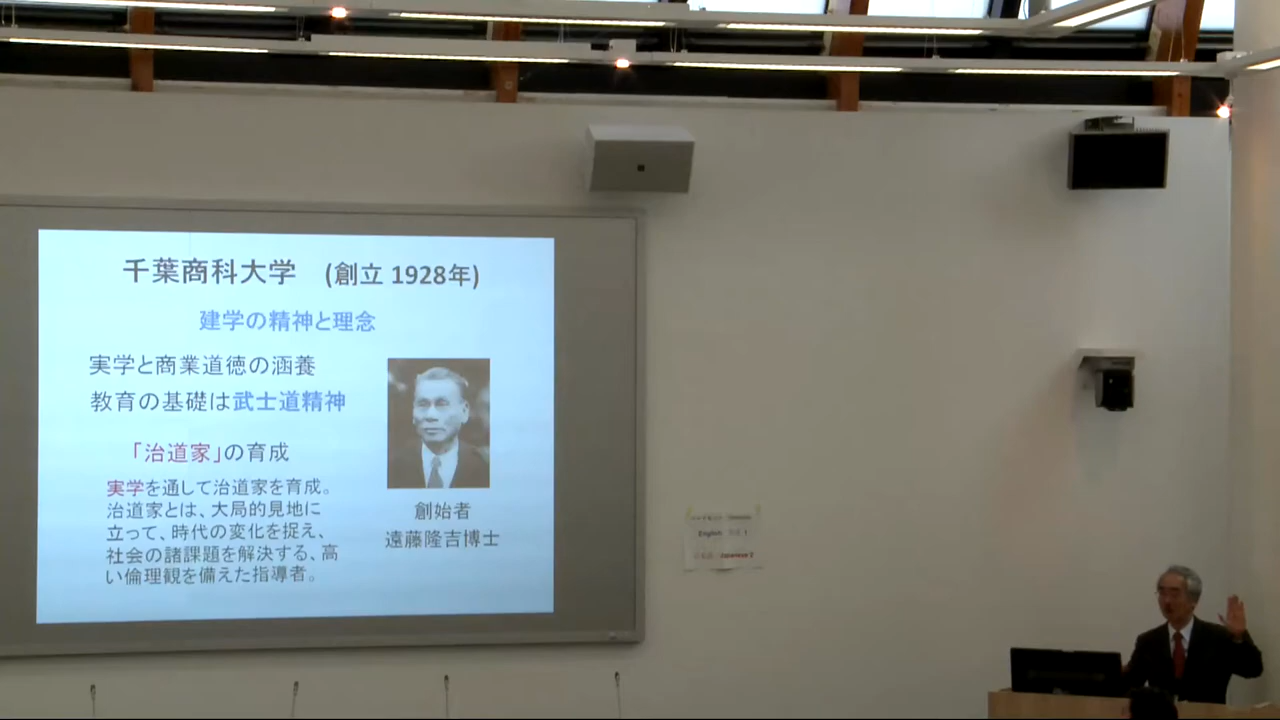 千葉商科大学 (創立 1928年)
建学の精神と理念
実学と商業道徳の涵養
教育の基礎は武士道精神
「治道家」の育成
実学を通して治道家を育成。
治道家とは、大局的見地に
立って、時代の変化を捉え、
社会の諸課題を解決する、高
い倫理観を備えた指導者。
創始者
遠藤隆吉博士
English 1
Japanese 2